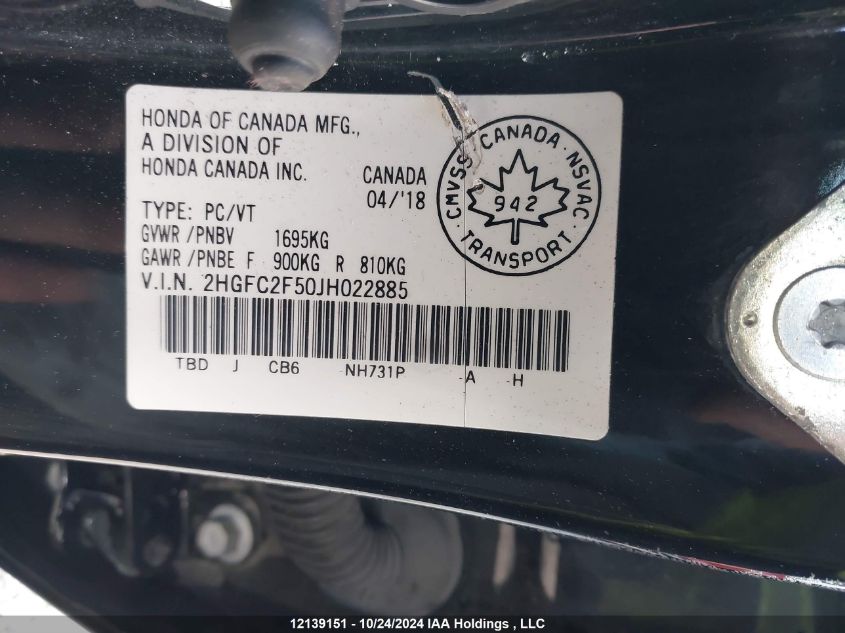 HONDA OF CANADA MFG.,
A DIVISION OF
HONDA CANADA INC.
CANADA
04/'18
TYPE: PC/VT
GVWR /PNBV 1695KG
GAWR /PNBE F 900KG R 810KG
V.I.N. 2HGFC2F50JH022885
TBD J CB6 NH731P A H
CMVSS CANADA · NSVAC
942
· TRANSPORT ·
12139151 - 10/24/2024 IAA Holdings , LLC